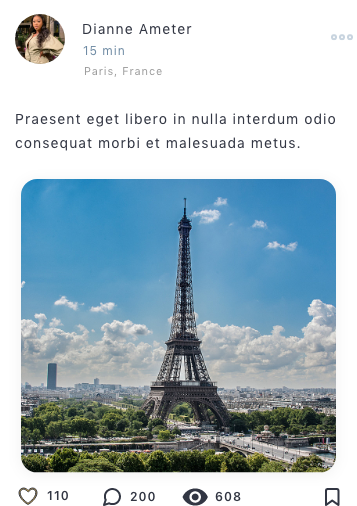 Dianne Ameter
15 min
Paris, France
Praesent eget libero in nulla interdum odio
consequat morbi et malesuada metus.
110 200 608